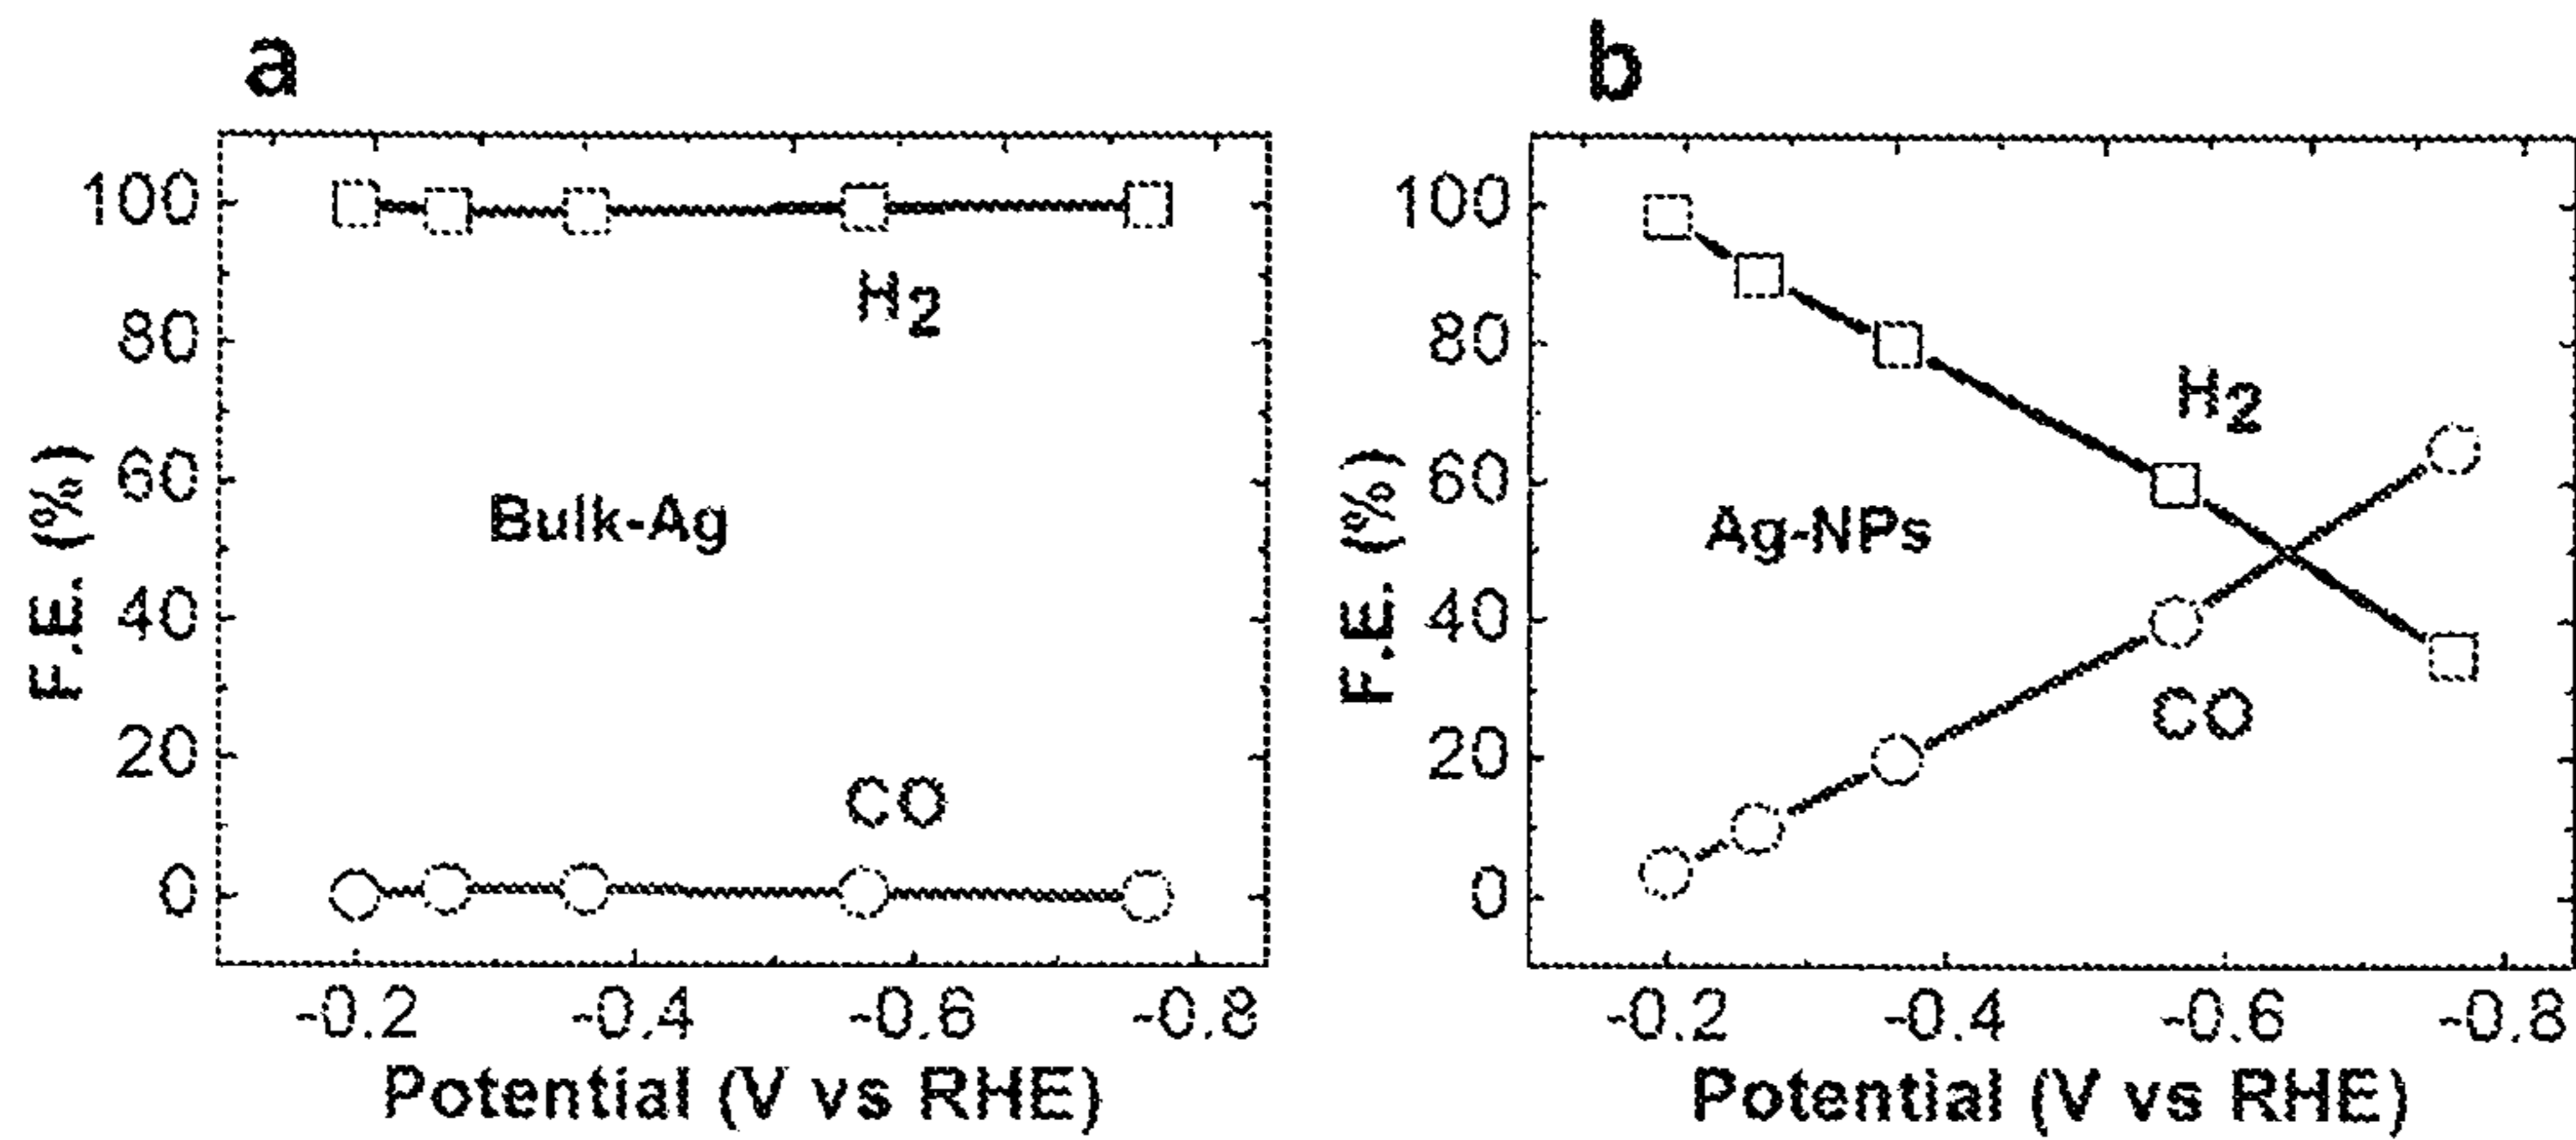 a
100
80
60
40
20
0
F.E. (%)
H2
Bulk-Ag
CO
-0.2 -0.4 -0.6 -0.8
Potential (V vs RHE)
b
100
80
60
40
20
0
F.E. (%)
H2
Ag-NPs
CO
-0.2 -0.4 -0.6 -0.8
Potential (V vs RHE)